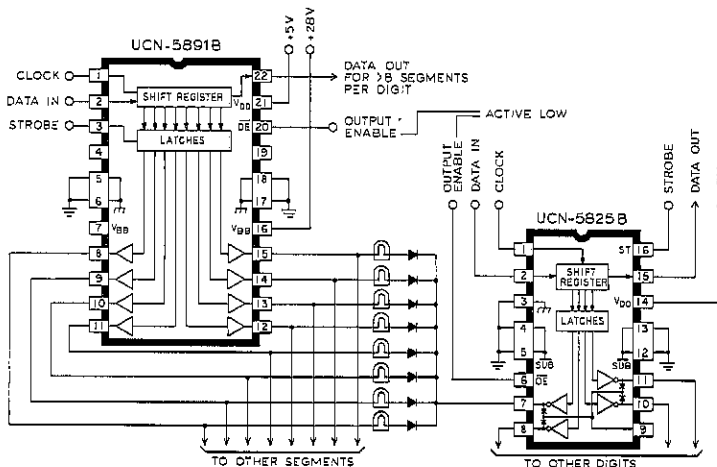 UCN-5891B
+5V
+28V
CLOCK
1
22
DATA OUT
FOR >8 SEGMENTS
PER DIGIT
SHIFT REGISTER
DATA IN
2
VDD
21
STROBE
3
OE
20
OUTPUT
ENABLE
ACTIVE LOW
LATCHES
4
19
5
18
6
17
7
VBB
VBB
16
8
15
9
14
10
13
11
12
TO OTHER SEGMENTS
OUTPUT
ENABLE
DATA IN
CLOCK
STROBE
DATA OUT
UCN-5825B
1
ST
16
2
SHIFT
REGISTER
15
3
VDD
14
LATCHES
4
13
5
SUB
SUB
12
6
OE
11
7
10
8
9
TO OTHER DIGITS